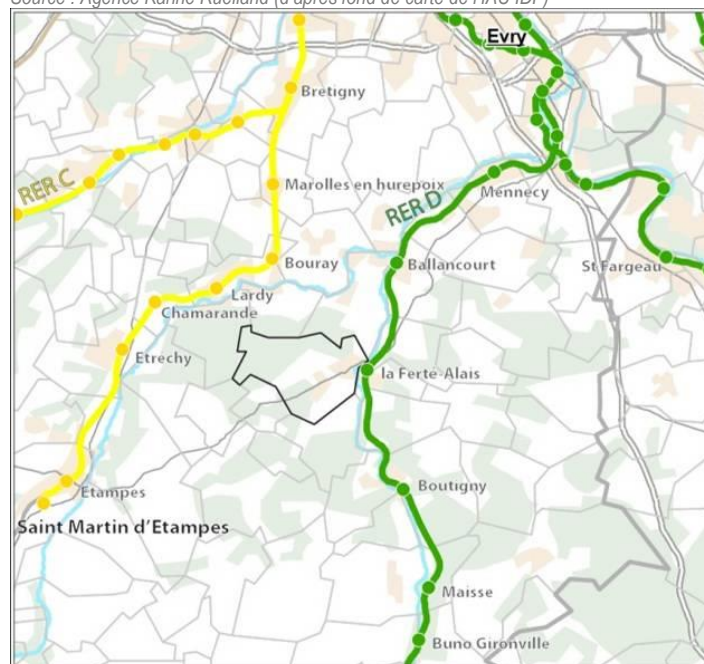 Source : Agence Karine Ruelland (d'après fond de carte de l'IAU IDF)
Evry
Bretigny
RER C
Marolles en hurepoix
Mennecy
RER D
Bouray
Ballancourt
St Fargeau
Lardy
Chamarande
Etrechy
la Ferté-Alais
Etampes
Boutigny
Saint Martin d'Etampes
Maisse
Buno Gironville